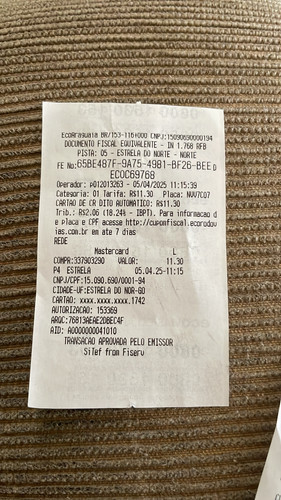 EcoAraguaia BR/153-116+000 CNPJ:15090690000194
DOCUMENTO FISCAL EQUIVALENTE - IN 1.768 RFB
PISTA: 05 - ESTRELA DO NORTE - NORTE
FE No:65BE487F-9A75-4981-BF26-BEED
ECOC69768
Operador: p012013263 - 05/04/2025 11:15:39
Categoria: 01 Tarifa: R$11.30 Placa: NVV7C07
CARTAO DE CR DITO AUTOMATICO: R$11.30
Trib.: R$2.06 (18.24% - IBPT). Para informacao d
e placa e CPF acesse http://cupomfiscal.ecorodov
ias.com.br em ate 7 dias
REDE
Mastercard L
COMPR:337903290 VALOR: 11.30
P4 ESTRELA 05.04.25-11:15
CNPJ/CPF:15.090.690/0001-94
CIDADE-UF:ESTRELA DO NOR-GO
CARTAO: xxxx.xxxx.xxxx.1742
AUTORIZACAO: 153369
ARQC:76813AEAE20BEC4F
AID: A0000000041010
TRANSACAO APROVADA PELO EMISSOR
SiTef from Fiserv